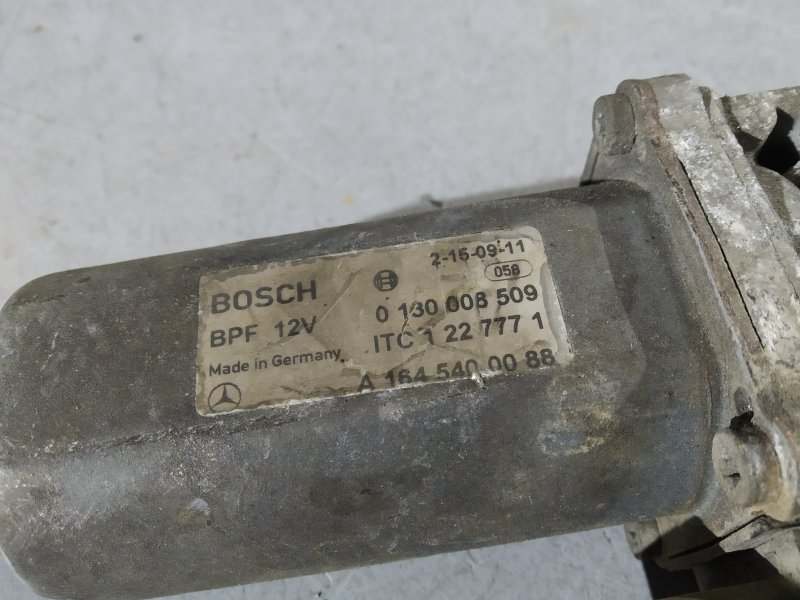 2-15-09-11
058
BOSCH
0 130 008 509
BPF 12V
ITC 1 22 777 1
Made in Germany
A 164 540 00 88